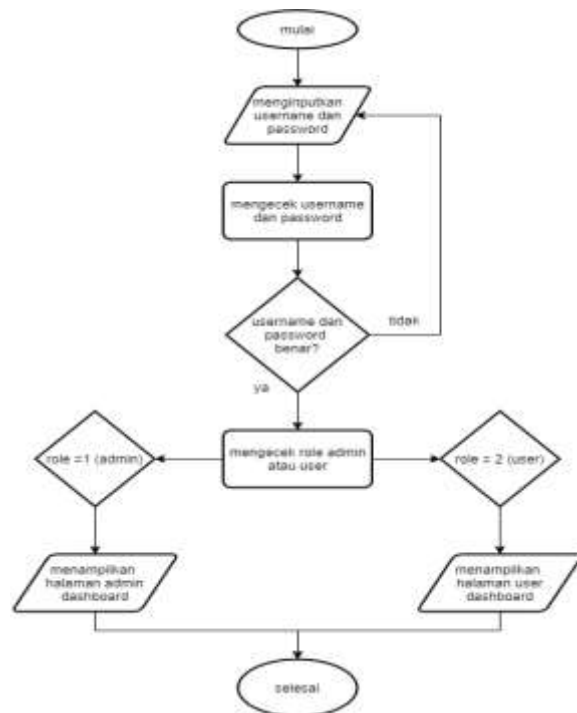 mulai
menginputkan
username dan
password
mengecek username
dan password
username dan
password
benar?
tidak
ya
role =1 (admin)
mengecek role admin
atau user
role = 2 (user)
menampilkan
halaman admin
dashboard
menampilkan
halaman user
dashboard
selesai